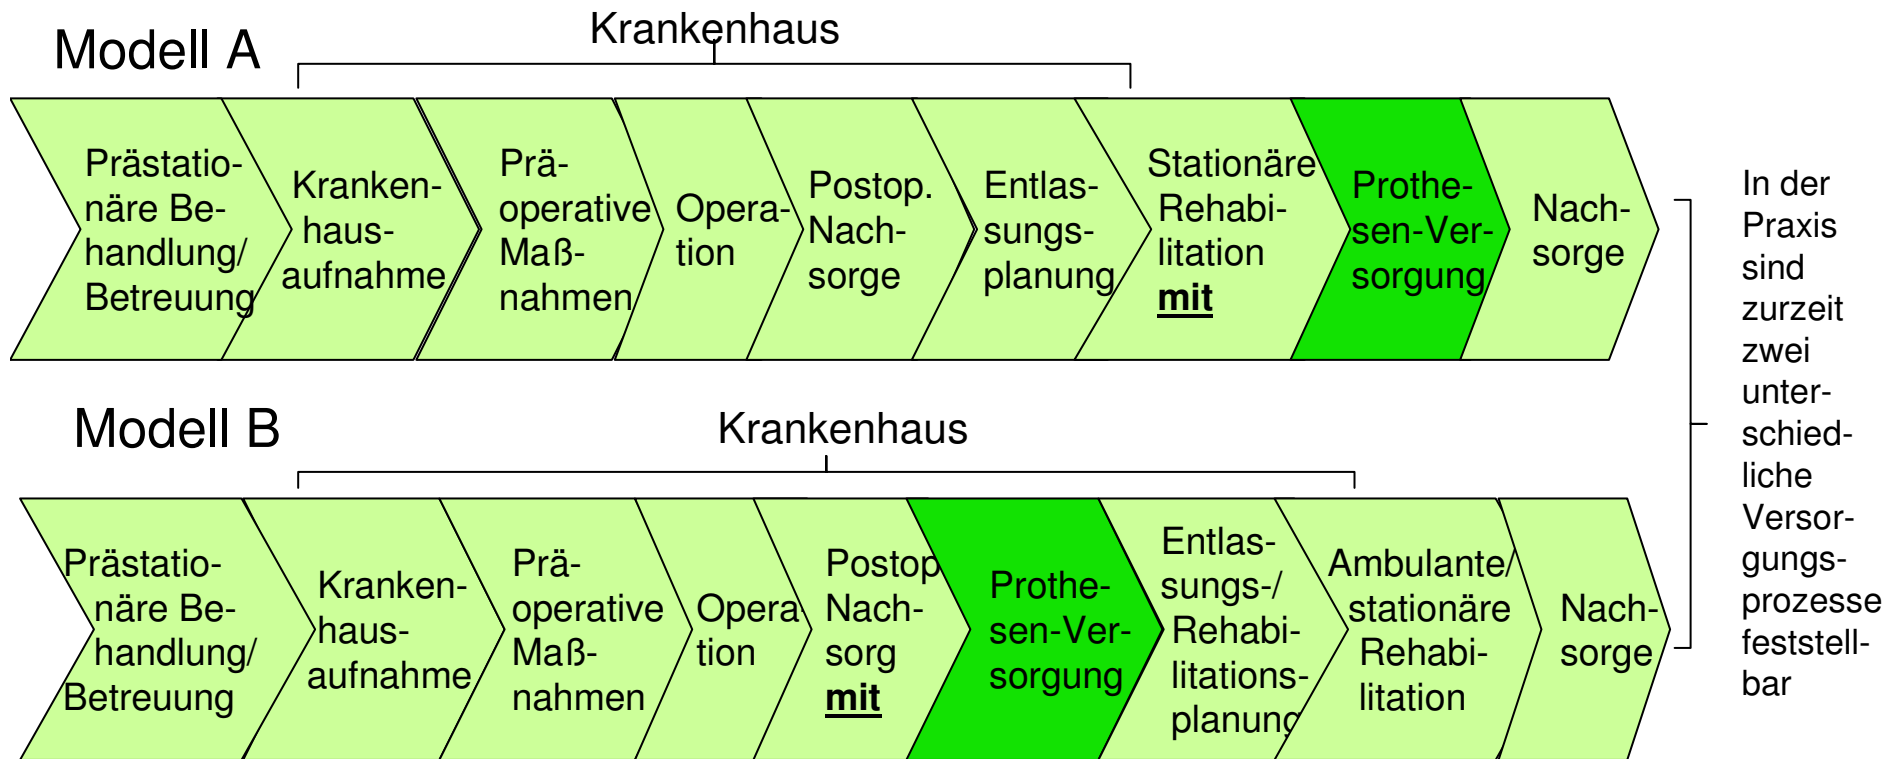 Modell A
Krankenhaus
Prästatio-
näre Be-
handlung/
Betreuung
Kranken-
haus-
aufnahme
Prä-
operative
Maß-
nahmen
Opera-
tion
Postop.
Nach-
sorge
Entlas-
sungs-
planung
Stationäre
Rehabi-
litation
mit
Prothe-
sen-Ver-
sorgung
Nach-
sorge
Modell B
Krankenhaus
Prästatio-
näre Be-
handlung/
Betreuung
Kranken-
haus-
aufnahme
Prä-
operative
Maß-
nahmen
Opera-
tion
Postop
Nach-
sorg
mit
Prothe-
sen-Ver-
sorgung
Entlas-
sungs-/
Rehabi-
litations-
planung
Ambulante/
stationäre
Rehabi-
litation
Nach-
sorge
In der
Praxis
sind
zurzeit
zwei
unter-
schied-
liche
Versor-
gungs-
prozesse
feststell-
bar